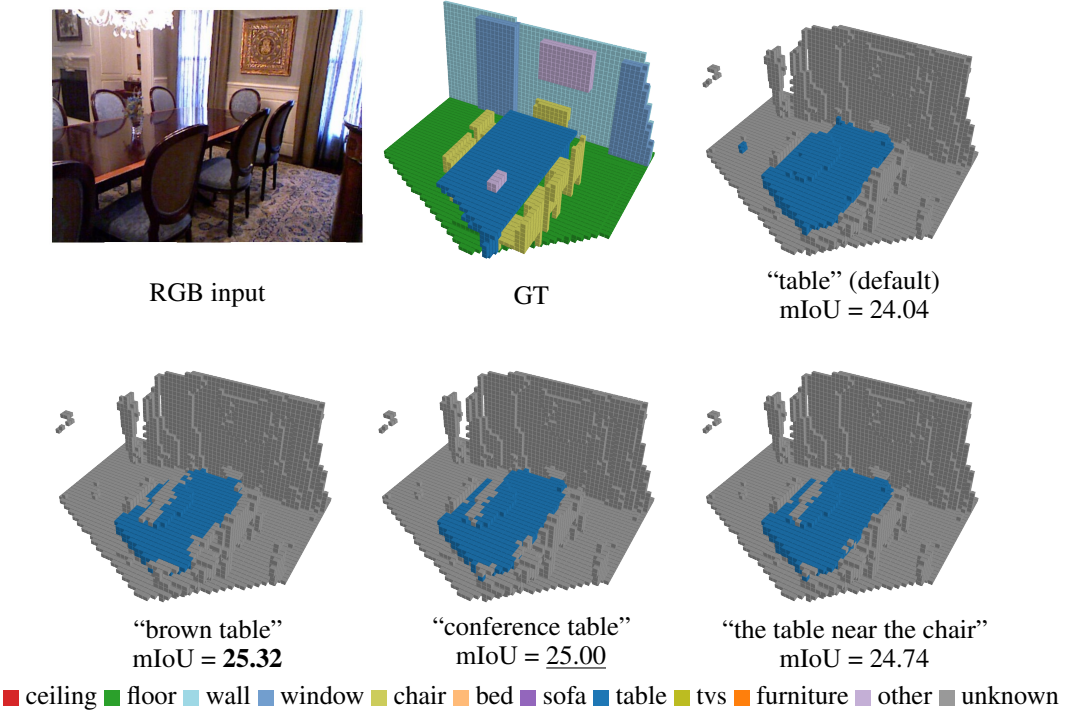 RGB input
GT
“table” (default)
mIoU = 24.04
“brown table”
mIoU = 25.32
“conference table”
mIoU = 25.00
“the table near the chair”
mIoU = 24.74
ceiling floor wall window chair bed sofa table tvs furniture other unknown